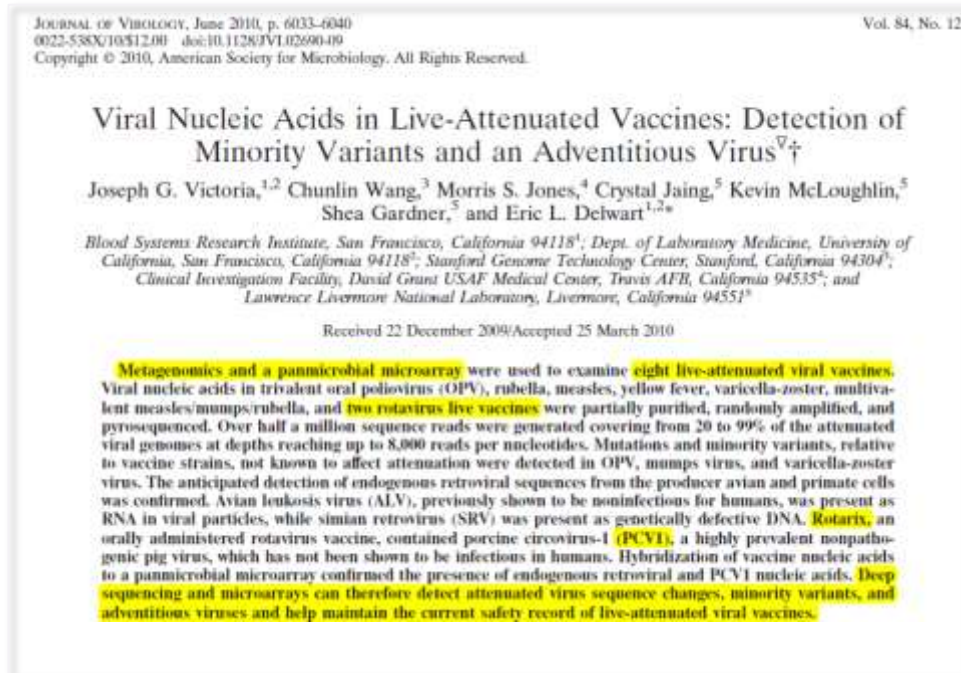 JOURNAL OF VIROLOGY, June 2010, p. 6033–6040
Vol. 84, No. 12
0022-538X/10/$12.00 doi:10.1128/JVI.02690-09
Copyright © 2010, American Society for Microbiology. All Rights Reserved.
Viral Nucleic Acids in Live-Attenuated Vaccines: Detection of
Minority Variants and an Adventitious Virus▽†
Joseph G. Victoria,1,2 Chunlin Wang,3 Morris S. Jones,4 Crystal Jaing,5 Kevin McLoughlin,5
Shea Gardner,5 and Eric L. Delwart1,2*
Blood Systems Research Institute, San Francisco, California 941181; Dept. of Laboratory Medicine, University of
California, San Francisco, California 941182; Stanford Genome Technology Center, Stanford, California 943043;
Clinical Investigation Facility, David Grant USAF Medical Center, Travis AFB, California 945354; and
Lawrence Livermore National Laboratory, Livermore, California 945515
Received 22 December 2009/Accepted 25 March 2010
Metagenomics and a panmicrobial microarray were used to examine eight live-attenuated viral vaccines.
Viral nucleic acids in trivalent oral poliovirus (OPV), rubella, measles, yellow fever, varicella-zoster, multiva-
lent measles/mumps/rubella, and two rotavirus live vaccines were partially purified, randomly amplified, and
pyrosequenced. Over half a million sequence reads were generated covering from 20 to 99% of the attenuated
viral genomes at depths reaching up to 8,000 reads per nucleotides. Mutations and minority variants, relative
to vaccine strains, not known to affect attenuation were detected in OPV, mumps virus, and varicella-zoster
virus. The anticipated detection of endogenous retroviral sequences from the producer avian and primate cells
was confirmed. Avian leukosis virus (ALV), previously shown to be noninfectious for humans, was present as
RNA in viral particles, while simian retrovirus (SRV) was present as genetically defective DNA. Rotarix, an
orally administered rotavirus vaccine, contained porcine circovirus-1 (PCV1), a highly prevalent nonpatho-
genic pig virus, which has not been shown to be infectious in humans. Hybridization of vaccine nucleic acids
to a panmicrobial microarray confirmed the presence of endogenous retroviral and PCV1 nucleic acids. Deep
sequencing and microarrays can therefore detect attenuated virus sequence changes, minority variants, and
adventitious viruses and help maintain the current safety record of live-attenuated viral vaccines.